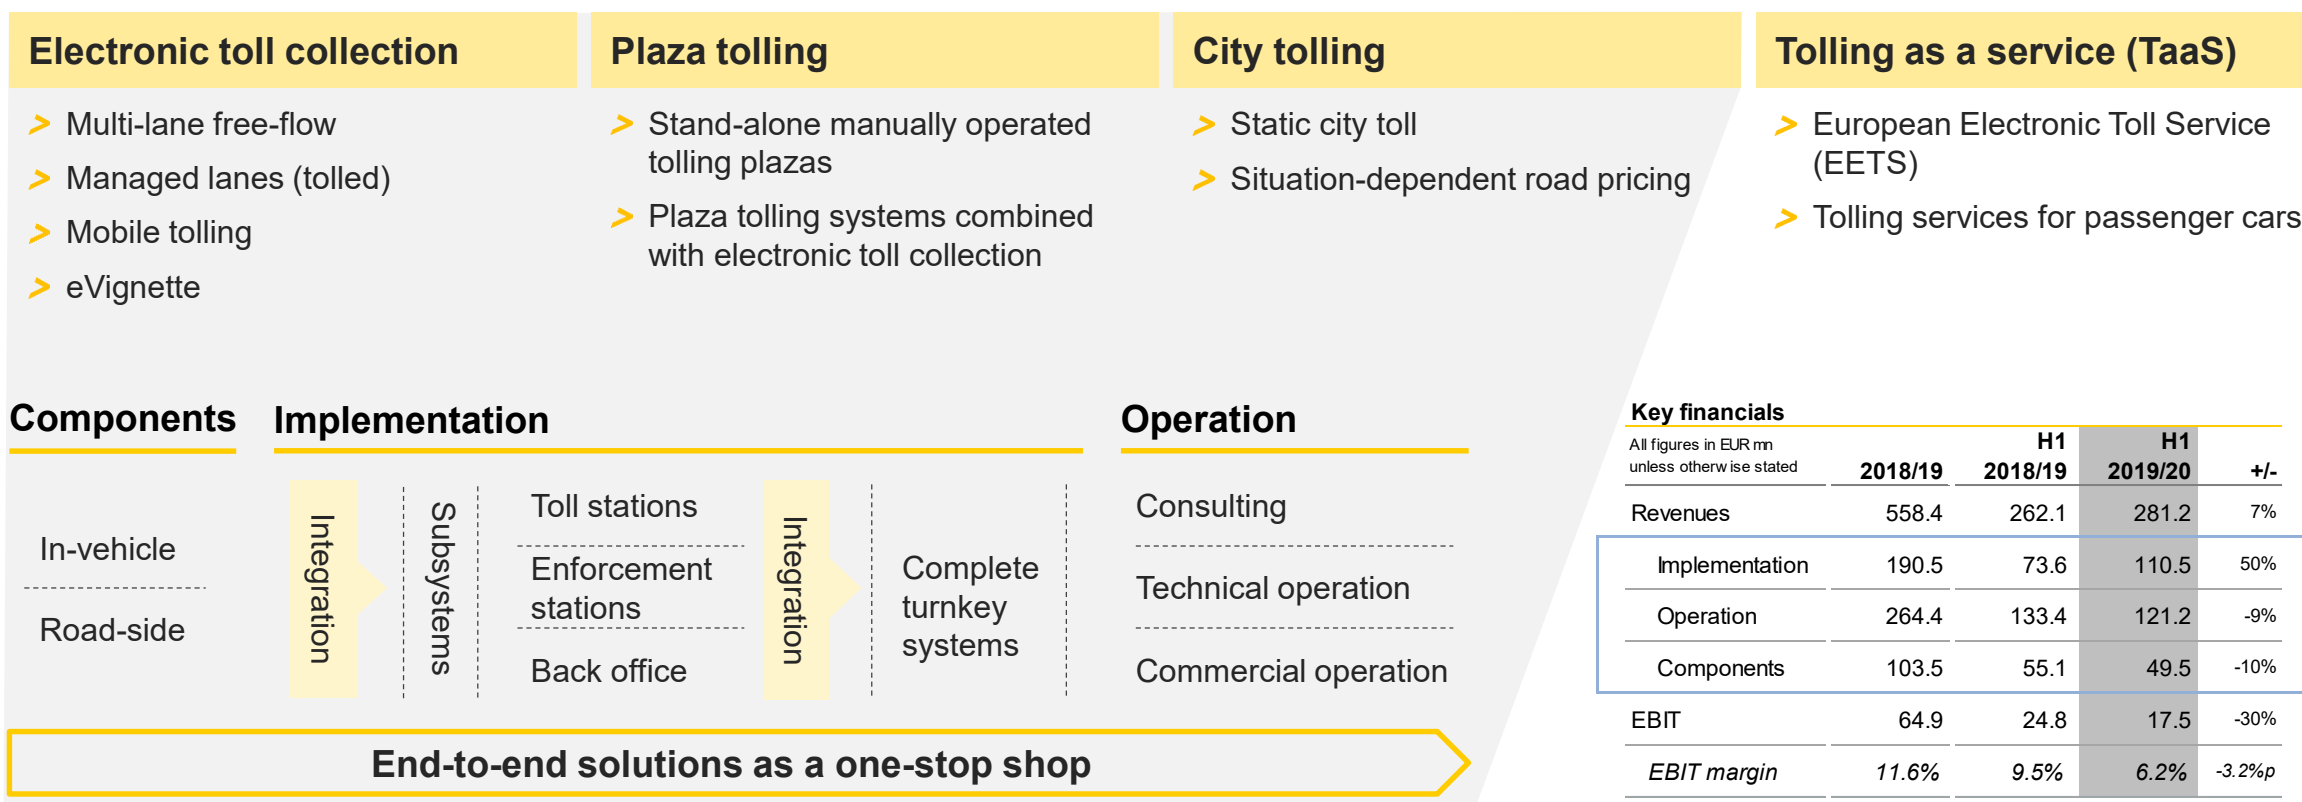 Electronic toll collection
Multi-lane free-flow
Managed lanes (tolled)
Mobile tolling
eVignette
Plaza tolling
Stand-alone manually operated
tolling plazas
Plaza tolling systems combined
with electronic toll collection
City tolling
Static city toll
Situation-dependent road pricing
Tolling as a service (TaaS)
European Electronic Toll Service
(EETS)
Tolling services for passenger cars
Components
In-vehicle
Road-side
Implementation
Integration
Subsystems
Toll stations
Enforcement
stations
Back office
Integration
Complete
turnkey
systems
Operation
Consulting
Technical operation
Commercial operation
End-to-end solutions as a one-stop shop
Key financials
All figures in EUR mn
unless otherwise stated
2018/19
H1
2018/19
H1
2019/20
+/-
Revenues 558.4 262.1 281.2 7%
Implementation 190.5 73.6 110.5 50%
Operation 264.4 133.4 121.2 -9%
Components 103.5 55.1 49.5 -10%
EBIT 64.9 24.8 17.5 -30%
EBIT margin 11.6% 9.5% 6.2% -3.2%p